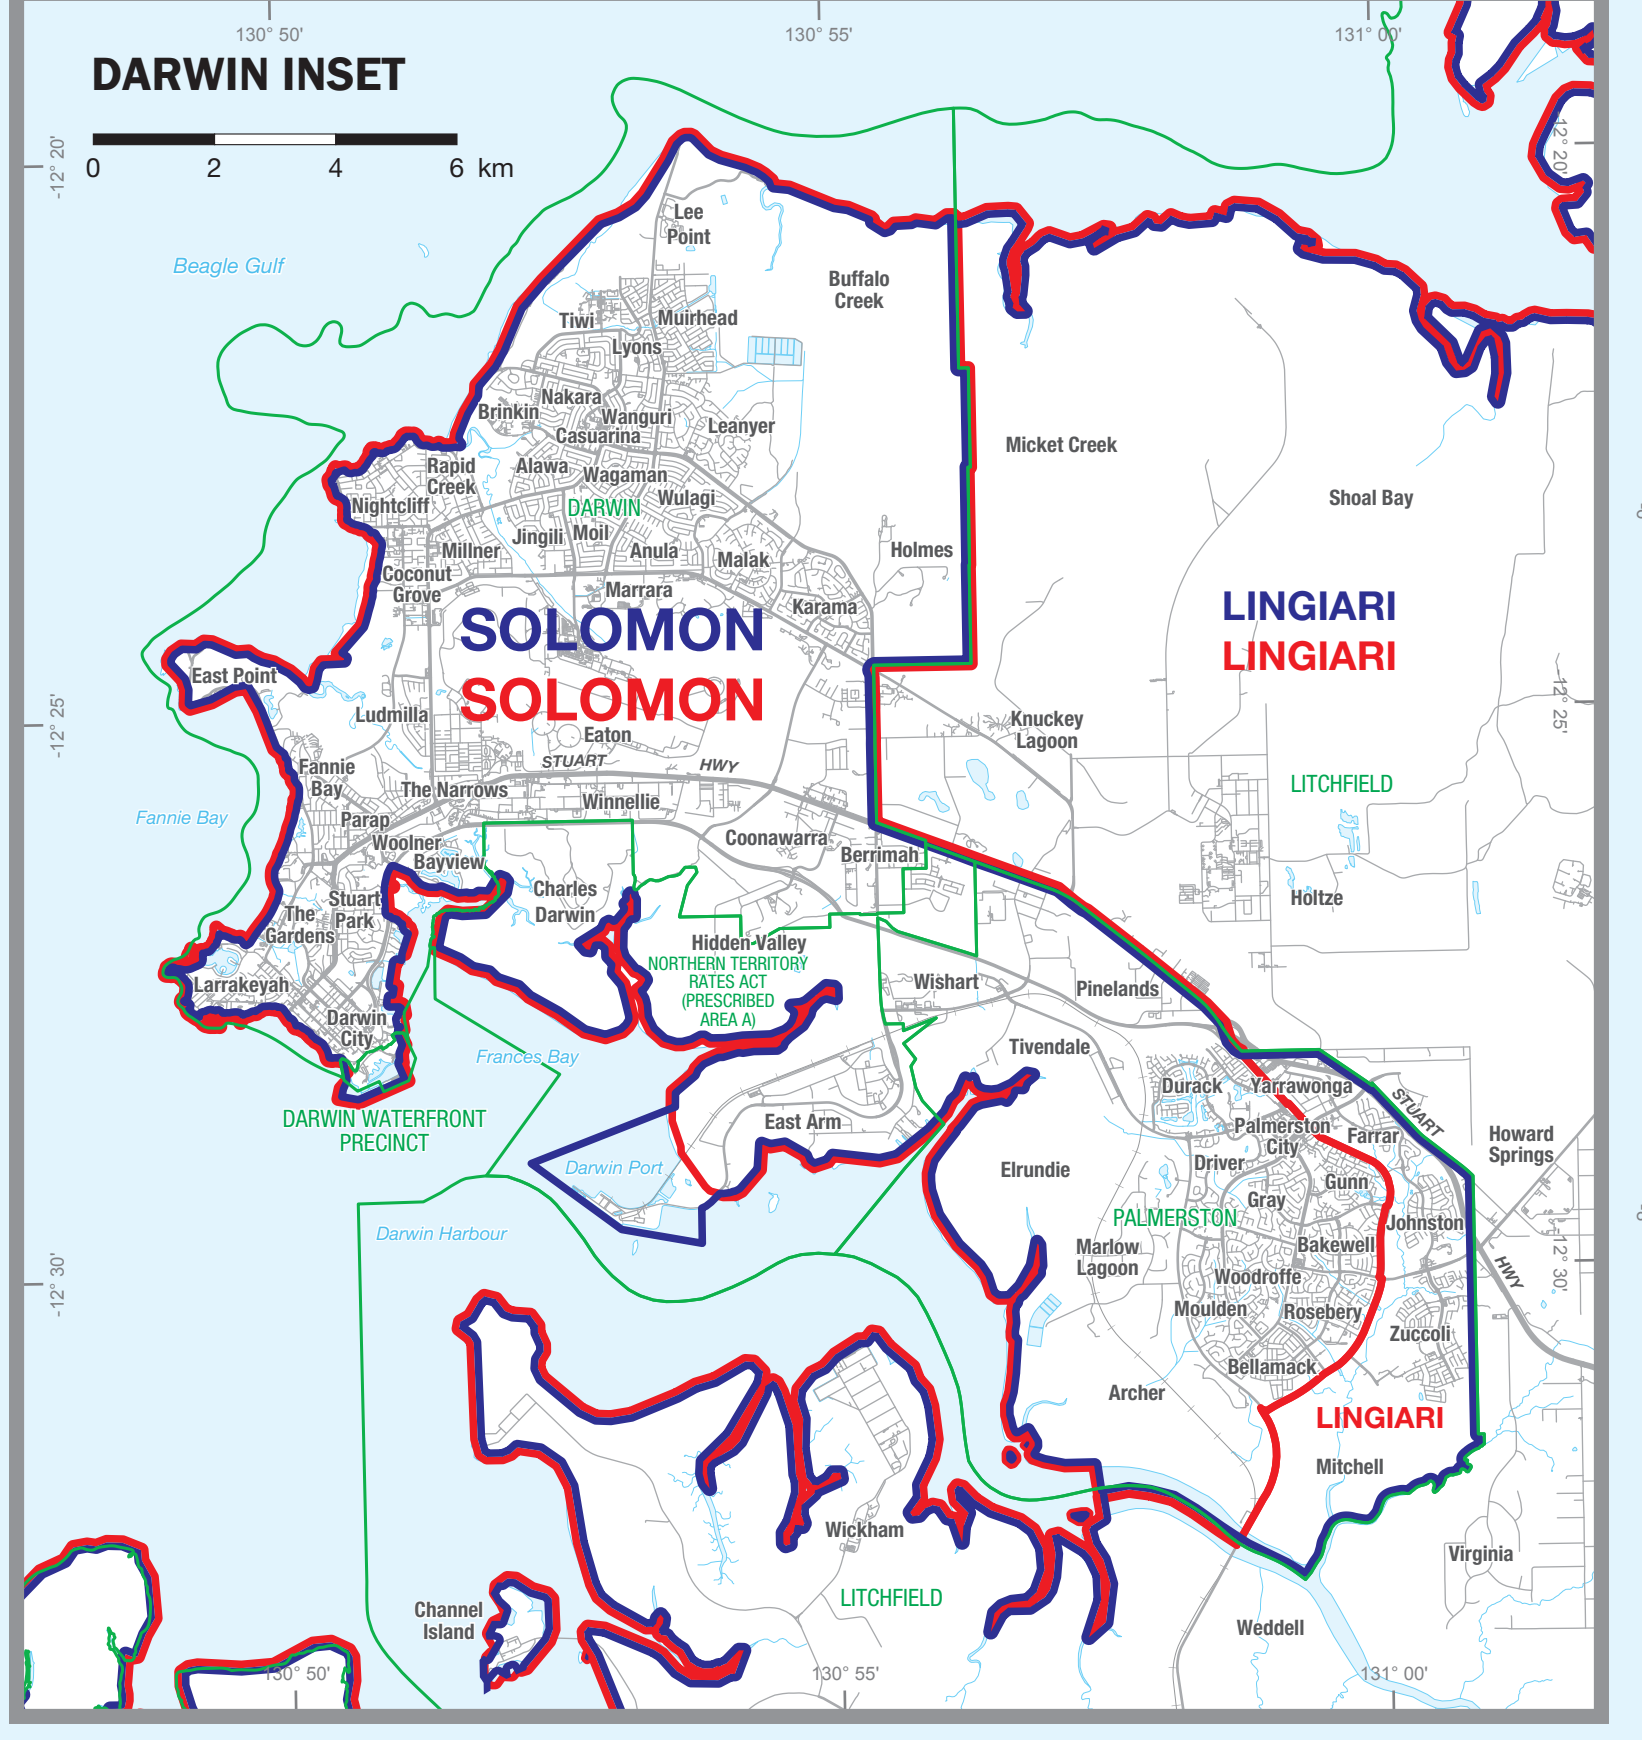 130° 50'
130° 55'
131° 00'
DARWIN INSET
0 2 4 6 km
-12° 20'
12° 20'
Lee
Point
Beagle Gulf
Buffalo
Creek
Tiwi
Muirhead
Lyons
Nakara
Brinkin
Wanguri
Casuarina
Leanyer
Micket Creek
Rapid
Creek
Alawa
Wagaman
Wulagi
Nightcliff
DARWIN
Shoal Bay
Jingili
Moil
Millner
Anula
Malak
Holmes
Coconut
Grove
Marrara
Karama
SOLOMON
SOLOMON
LINGIARI
LINGIARI
East Point
Ludmilla
Eaton
Knuckey
Lagoon
-12° 25'
12° 25'
STUART
HWY
Fannie
Bay
The Narrows
Winnellie
LITCHFIELD
Fannie Bay
Parap
Woolner
Bayview
Coonawarra
Berrimah
Stuart
Park
Charles
Darwin
Holtze
The
Gardens
Hidden Valley
NORTHERN TERRITORY
RATES ACT
(PRESCRIBED
AREA A)
Larrakeyah
Wishart
Pinelands
Darwin
City
Frances Bay
Tivendale
Durack
Yarrawonga
STUART
DARWIN WATERFRONT
PRECINCT
East Arm
Palmerston
City
Farrar
Howard
Springs
Darwin Port
Elrundie
Driver
Gunn
Gray
PALMERSTON
Johnston
Darwin Harbour
Marlow
Lagoon
Bakewell
-12° 30'
12° 30'
HWY
Woodroffe
Moulden
Rosebery
Zuccoli
Bellamack
Archer
LINGIARI
Mitchell
Wickham
Virginia
LITCHFIELD
Channel
Island
Weddell
130° 50'
130° 55'
131° 00'